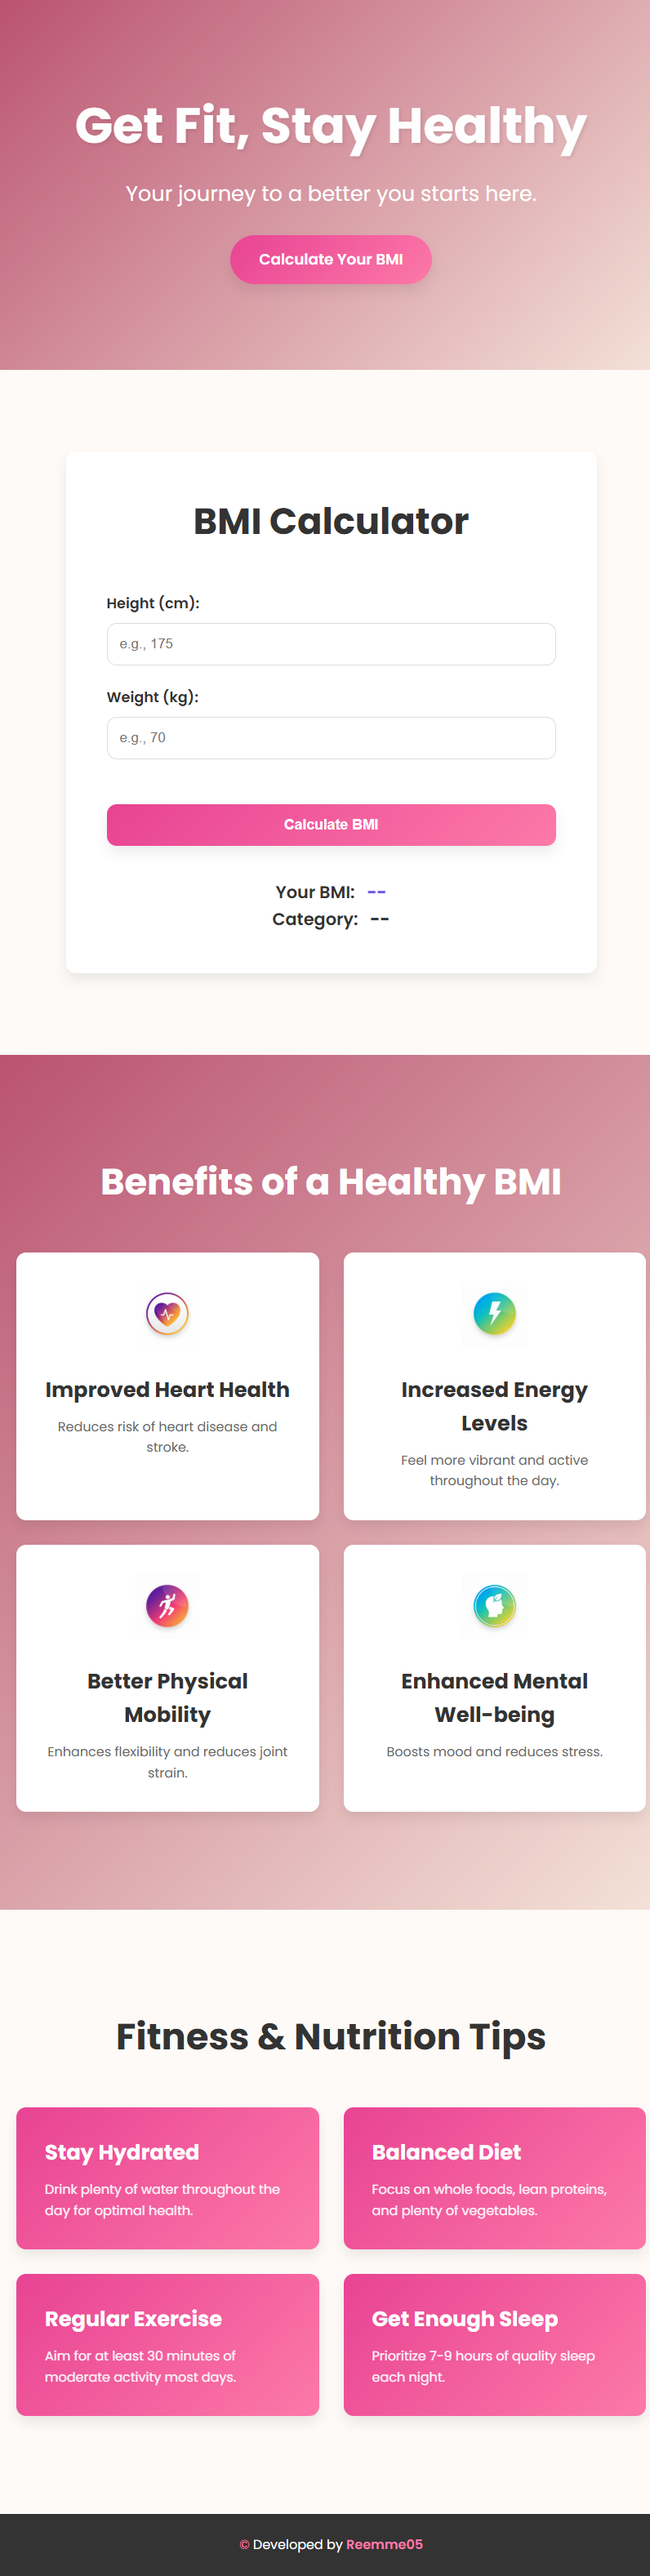 Get Fit, Stay Healthy
Your journey to a better you starts here.
Calculate Your BMI
BMI Calculator
Height (cm):
e.g., 175
Weight (kg):
e.g., 70
Calculate BMI
Your BMI: --
Category: --
Benefits of a Healthy BMI
Improved Heart Health
Reduces risk of heart disease and
stroke.
Increased Energy
Levels
Feel more vibrant and active
throughout the day.
Better Physical
Mobility
Enhances flexibility and reduces joint
strain.
Enhanced Mental
Well-being
Boosts mood and reduces stress.
Fitness & Nutrition Tips
Stay Hydrated
Drink plenty of water throughout the
day for optimal health.
Balanced Diet
Focus on whole foods, lean proteins,
and plenty of vegetables.
Regular Exercise
Aim for at least 30 minutes of
moderate activity most days.
Get Enough Sleep
Prioritize 7-9 hours of quality sleep
each night.
© Developed by Reemme05